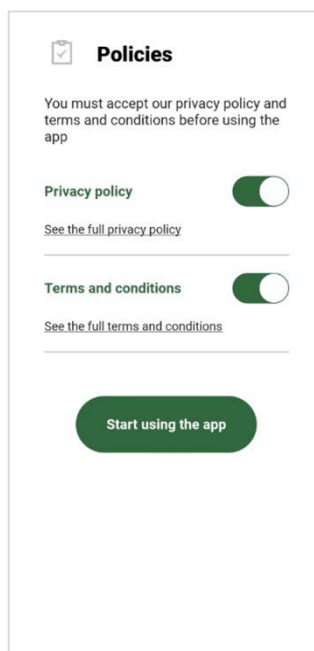 Policies
You must accept our privacy policy and
terms and conditions before using the
app
Privacy policy
See the full privacy policy
Terms and conditions
See the full terms and conditions
Start using the app